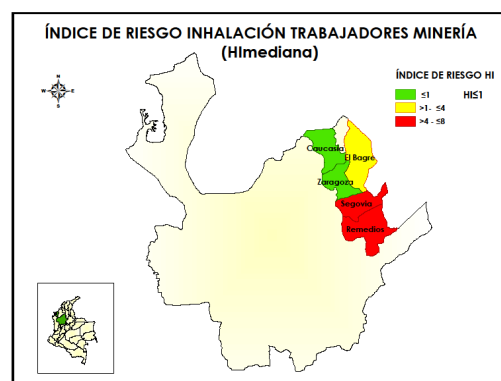 ÍNDICE DE RIESGO INHALACIÓN TRABAJADORES MINERÍA
(HImediana)
N
W E
S
ÍNDICE DE RIESGO HI
≤1 HI≤1
>1- ≤4
>4 - ≤8
Caucasia
El Bagre
Zaragoza
Segovia
Remedios